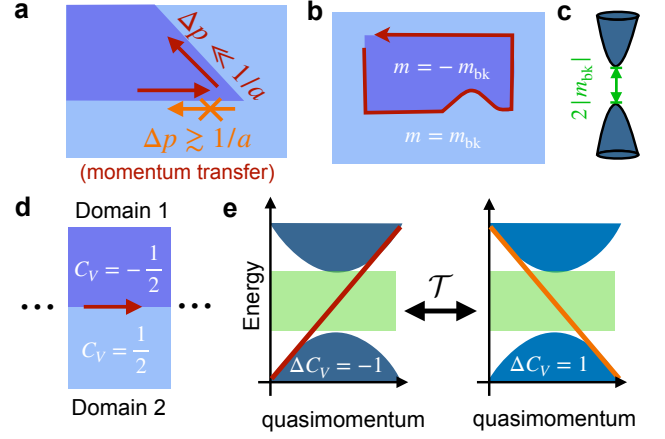 a
Δp ≪ 1/a
Δp ≳ 1/a
(momentum transfer)
b
m = − m_bk
m = m_bk
c
2 |m_bk|
d
Domain 1
C_V = − 1/2
...
...
C_V = 1/2
Domain 2
e
Energy
ΔC_V = −1
quasimomentum
𝒯
ΔC_V = 1
quasimomentum